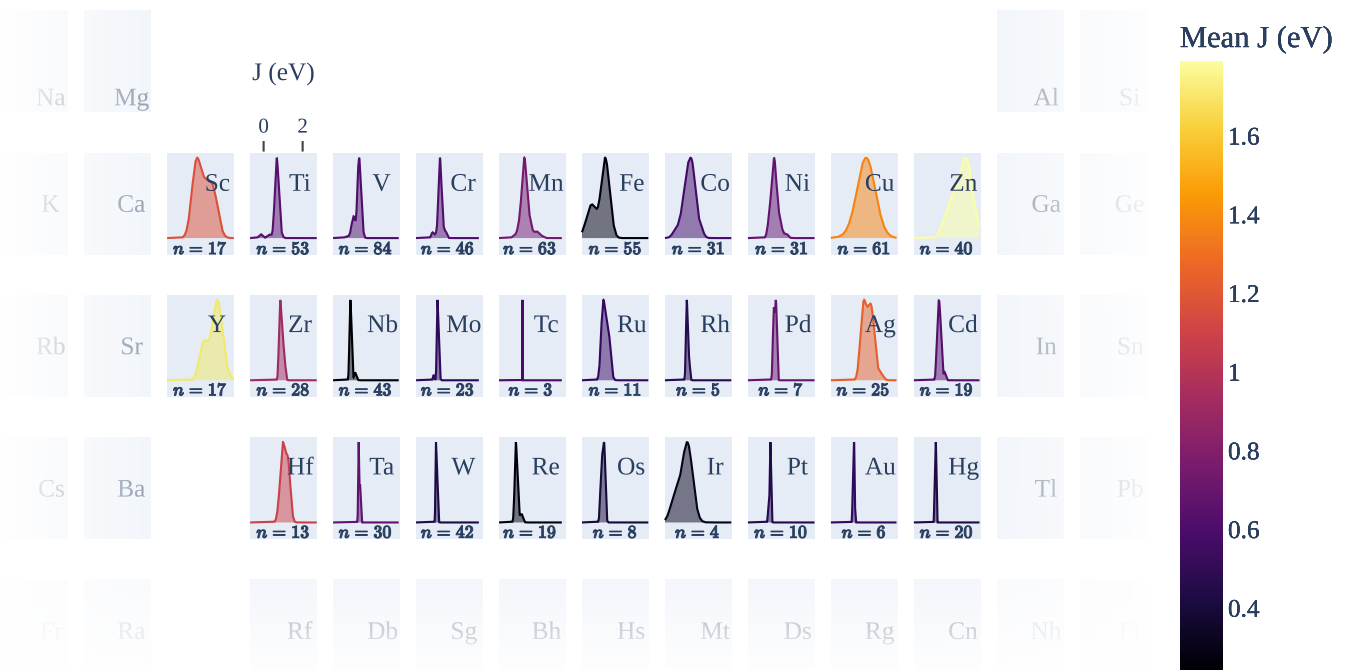 Mean J (eV)
J (eV)
Na Mg Al Si
0 2
1.6
Sc Ti V Cr Mn Fe Co Ni Cu Zn
K Ca Ga Ge
1.4
n = 17 n = 53 n = 84 n = 46 n = 63 n = 55 n = 31 n = 31 n = 61 n = 40
1.2
Y Zr Nb Mo Tc Ru Rh Pd Ag Cd
Rb Sr In Sn
1
n = 17 n = 28 n = 43 n = 23 n = 3 n = 11 n = 5 n = 7 n = 25 n = 19
0.8
Hf Ta W Re Os Ir Pt Au Hg
Cs Ba Tl Pb
0.6
n = 13 n = 30 n = 42 n = 19 n = 8 n = 4 n = 10 n = 6 n = 20
0.4
Fr Ra Rf Db Sg Bh Hs Mt Ds Rg Cn Nh Fl